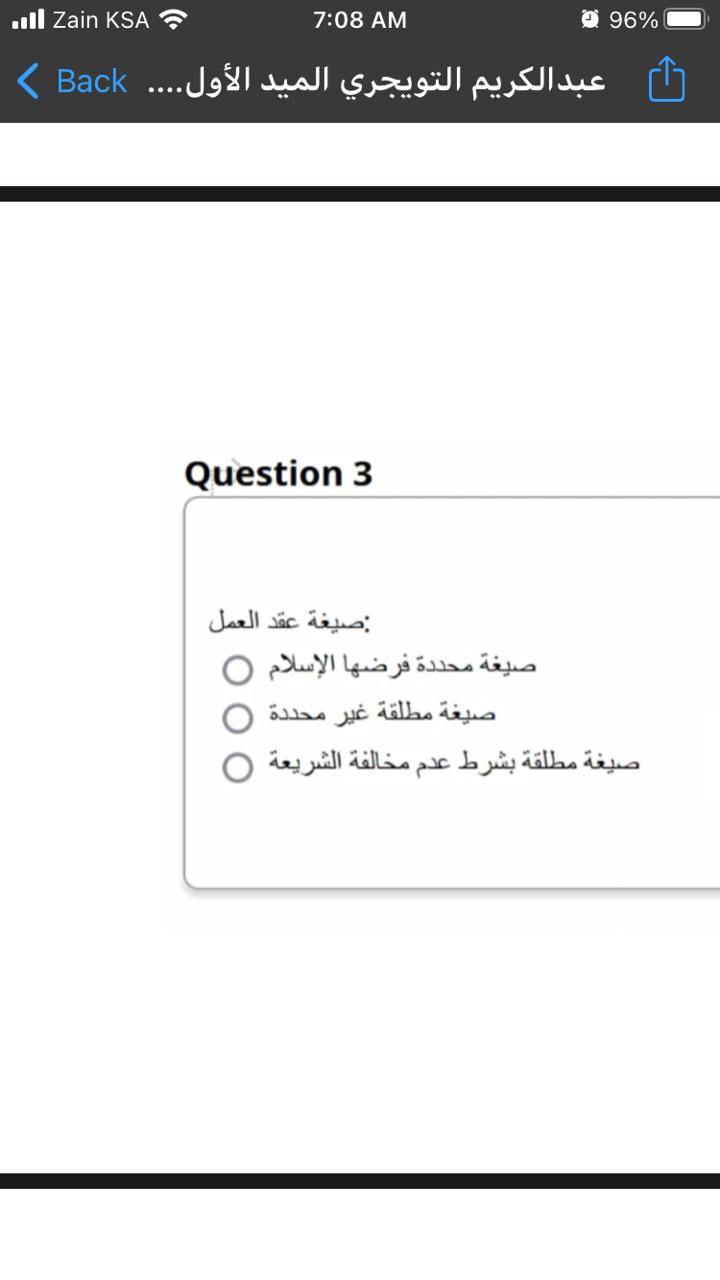 Zain KSA 7:08 AM 96%
Back عبدالكريم التويجري الميد الأول....
Question 3
صيغة عقد العمل:
صيغة محددة فرضها الإسلام
صيغة مطلقة غير محددة
صيغة مطلقة بشرط عدم مخالفة الشريعة